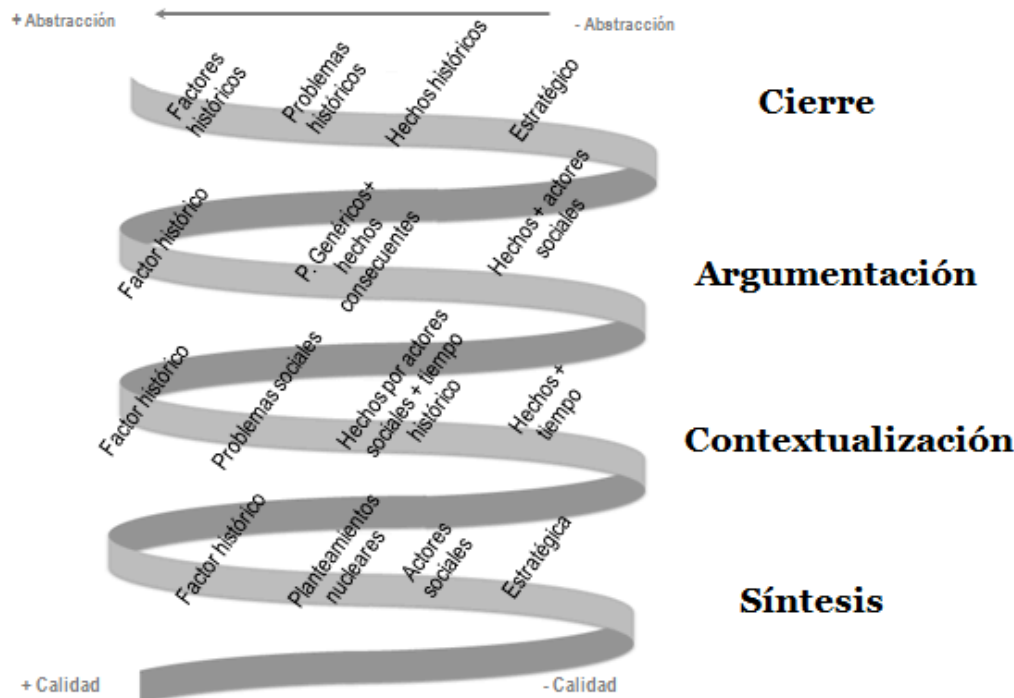 + Abstracción
- Abstracción
Factores
históricos
Problemas
históricos
Hechos históricos
Estratégico
Cierre
Factor histórico
P. Genéricos+
hechos
consecuentes
Hechos + actores
sociales
Argumentación
Factor histórico
Problemas sociales
Hechos por actores
sociales + tiempo
histórico
Hechos +
tiempo
Contextualización
Factor histórico
Planteamientos
nucleares
Actores
sociales
Estratégica
Síntesis
+ Calidad
- Calidad